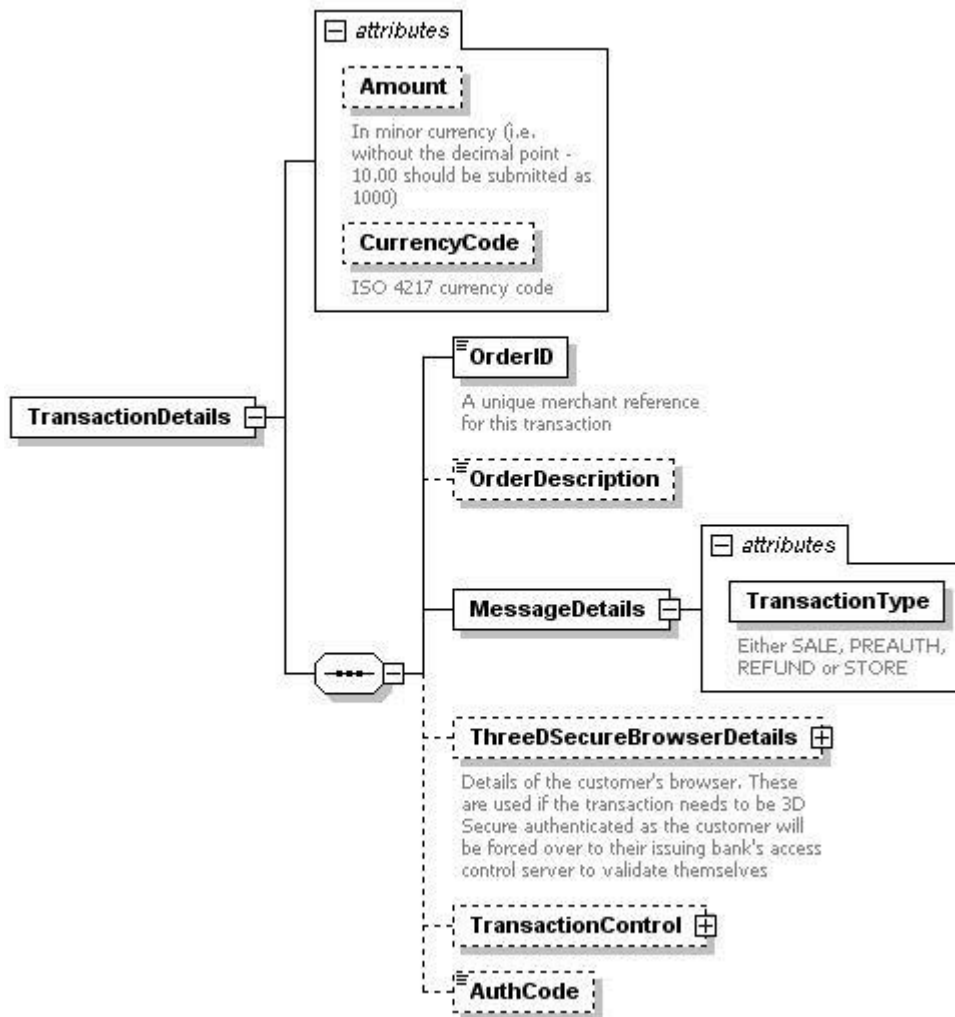 attributes
Amount
In minor currency (i.e.
without the decimal point -
10.00 should be submitted as
1000)
CurrencyCode
ISO 4217 currency code
TransactionDetails
OrderID
A unique merchant reference
for this transaction
OrderDescription
attributes
MessageDetails
TransactionType
Either SALE, PREAUTH,
REFUND or STORE
ThreeDSecureBrowserDetails
Details of the customer's browser. These
are used if the transaction needs to be 3D
Secure authenticated as the customer will
be forced over to their issuing bank's access
control server to validate themselves
TransactionControl
AuthCode